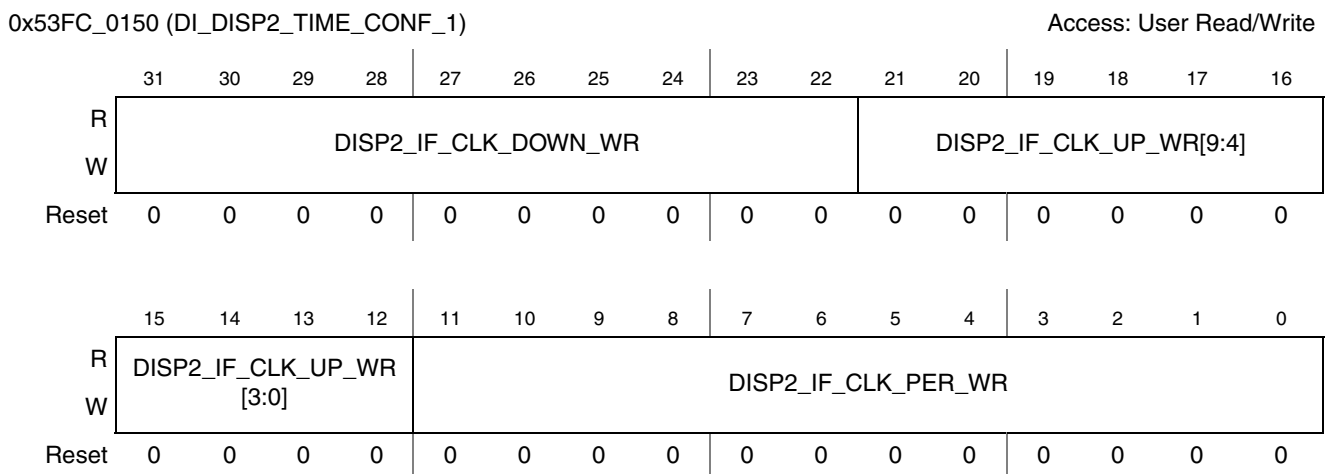 0x53FC_0150 (DI_DISP2_TIME_CONF_1) Access: User Read/Write
31 30 29 28 27 26 25 24 23 22 21 20 19 18 17 16
R
DISP2_IF_CLK_DOWN_WR DISP2_IF_CLK_UP_WR[9:4]
W
Reset 0 0 0 0 0 0 0 0 0 0 0 0 0 0 0 0
15 14 13 12 11 10 9 8 7 6 5 4 3 2 1 0
R
DISP2_IF_CLK_UP_WR
[3:0]
DISP2_IF_CLK_PER_WR
W
Reset 0 0 0 0 0 0 0 0 0 0 0 0 0 0 0 0